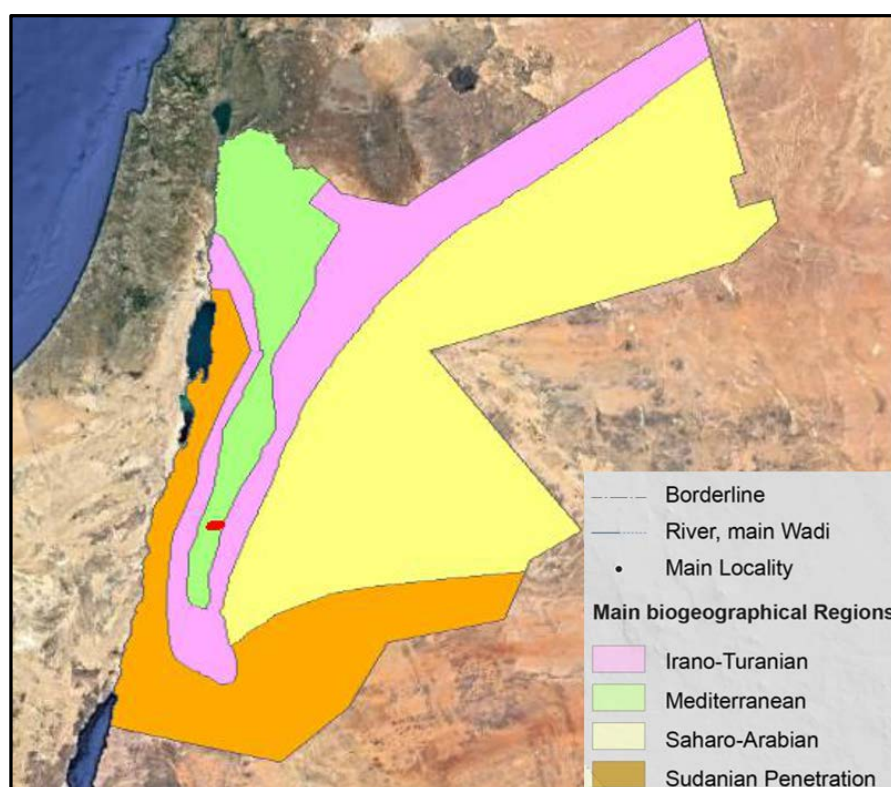 Borderline
River, main Wadi
Main Locality
Main biogeographical Regions
Irano-Turanian
Mediterranean
Saharo-Arabian
Sudanian Penetration